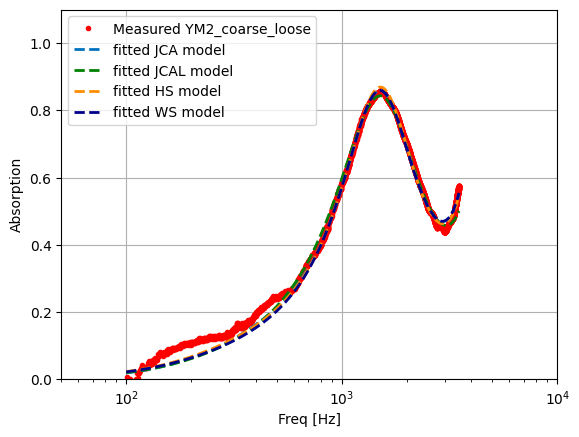 Measured YM2_coarse_loose
fitted JCA model
fitted JCAL model
fitted HS model
fitted WS model
1.0
0.8
0.6
0.4
0.2
0.0
Absorption
10²
10³
10⁴
Freq [Hz]